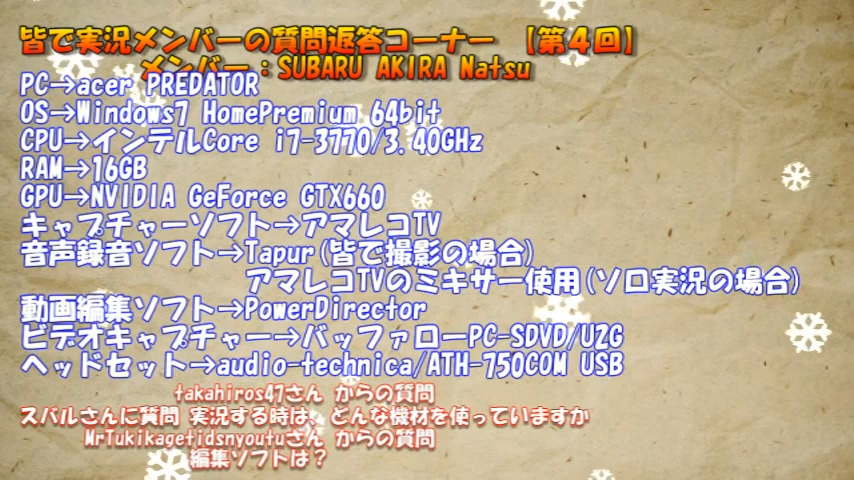 皆で実況メンバーの質問返答コーナー 【第4回】
メンバー：SUBARU AKIRA Natsu
PC→acer PREDATOR
OS→Windows7 HomePremium 64bit
CPU→インテルCore i7-3770/3.40GHz
RAM→16GB
GPU→NVIDIA GeForce GTX660
キャプチャーソフト→アマレコTV
音声録音ソフト→Tapur(皆で撮影の場合)
アマレコTVのミキサー使用(ソロ実況の場合)
動画編集ソフト→PowerDirector
ビデオキャプチャー→バッファローPC-SDVD/U2G
ヘッドセット→audio-technica/ATH-750COM USB
takahiros47さん からの質問
スバルさんに質問 実況する時は、どんな機材を使っていますか
MrTukikagetidsnyoutuさん からの質問
編集ソフトは？